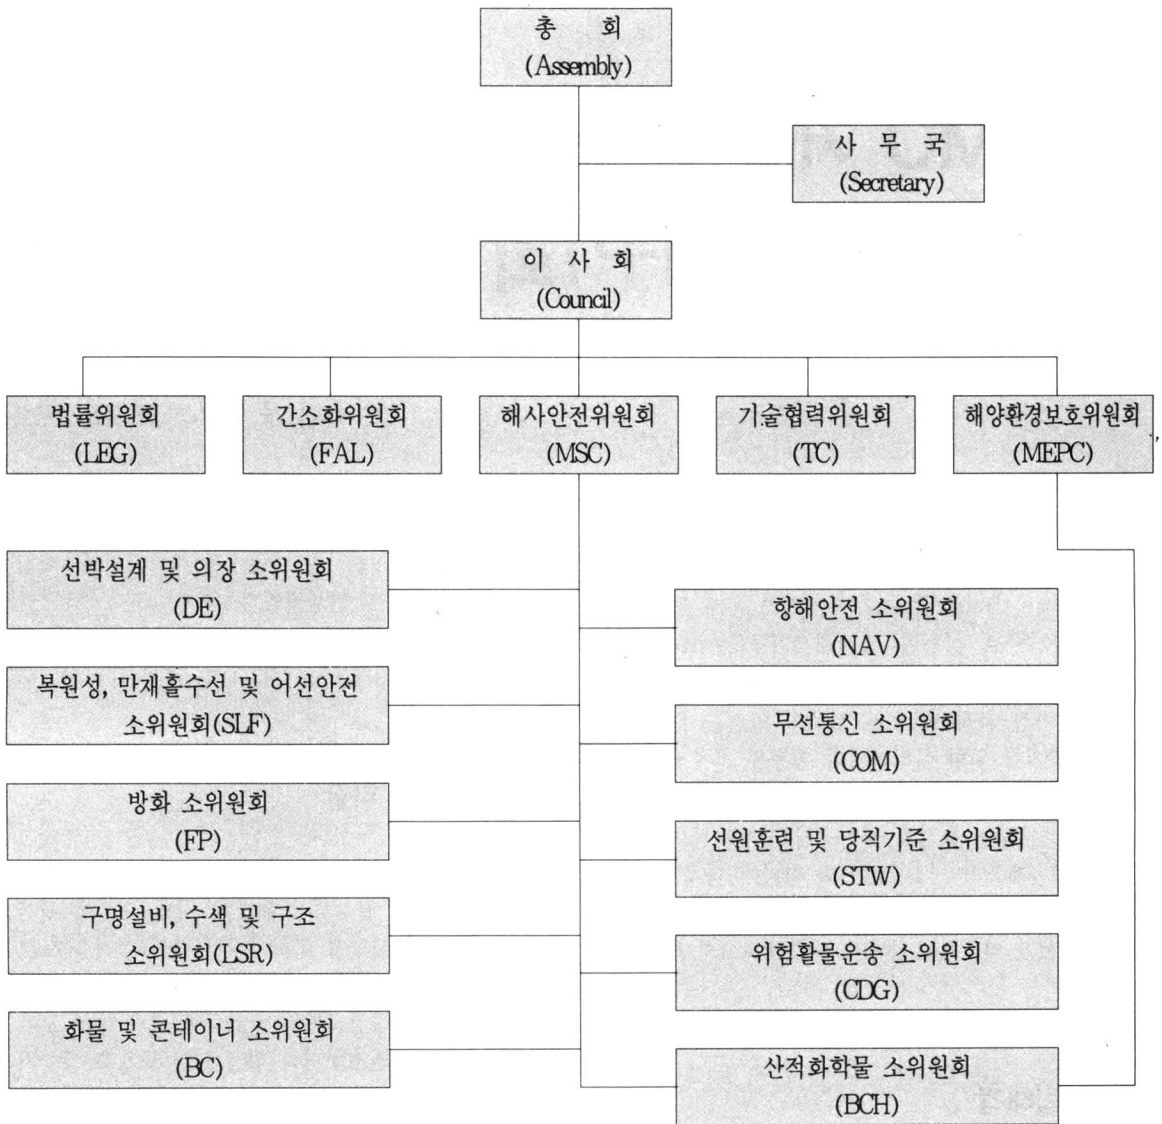 총 회
(Assembly)
사 무 국
(Secretary)
이 사 회
(Council)
법률위원회
(LEG)
간소화위원회
(FAL)
해사안전위원회
(MSC)
기술협력위원회
(TC)
해양환경보호위원회
(MEPC)
선박설계 및 의장 소위원회
(DE)
항해안전 소위원회
(NAV)
복원성, 만재홀수선 및 어선안전
소위원회(SLF)
무선통신 소위원회
(COM)
방화 소위원회
(FP)
선원훈련 및 당직기준 소위원회
(STW)
구명설비, 수색 및 구조
소위원회(LSR)
위험활물운송 소위원회
(CDG)
화물 및 콘테이너 소위원회
(BC)
산적화학물 소위원회
(BCH)